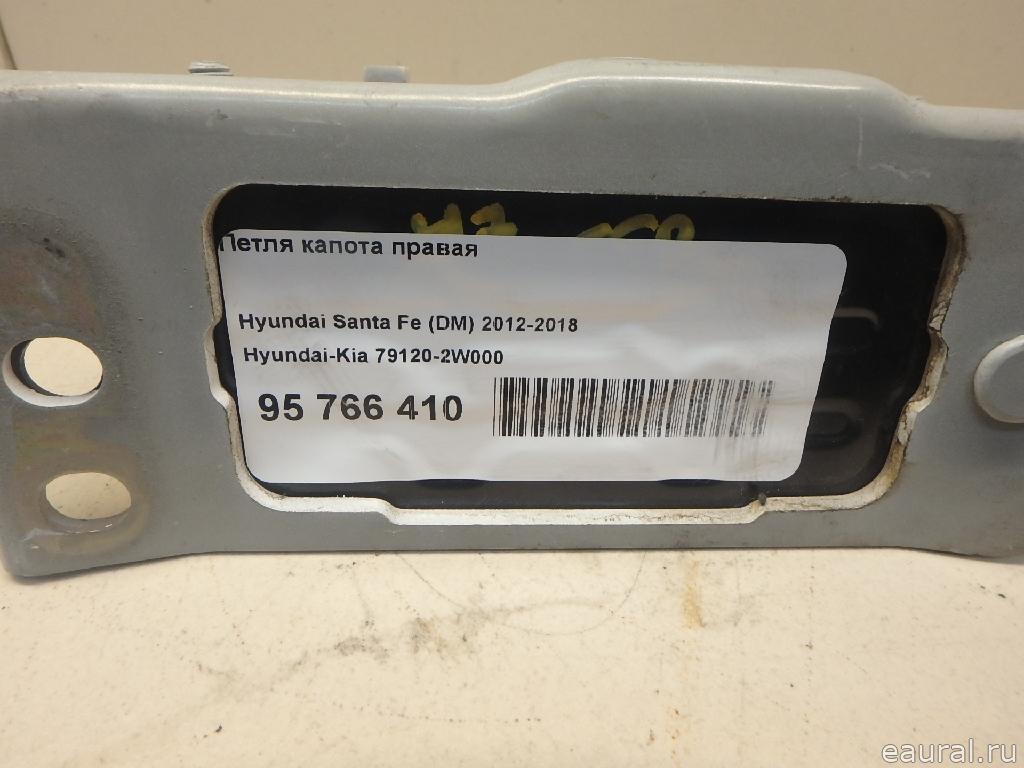 Петля капота правая
Hyundai Santa Fe (DM) 2012-2018
Hyundai-Kia 79120-2W000
95 766 410
eaural.ru